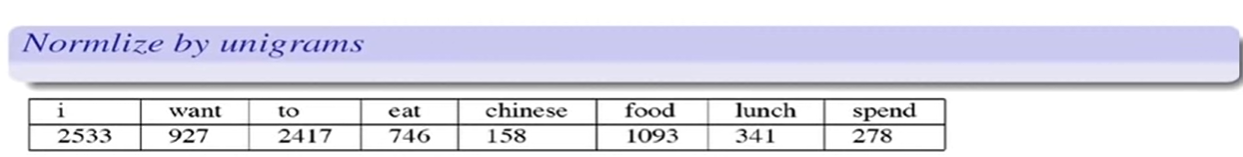 Normlize by unigrams
i want to eat chinese food lunch spend
2533 927 2417 746 158 1093 341 278